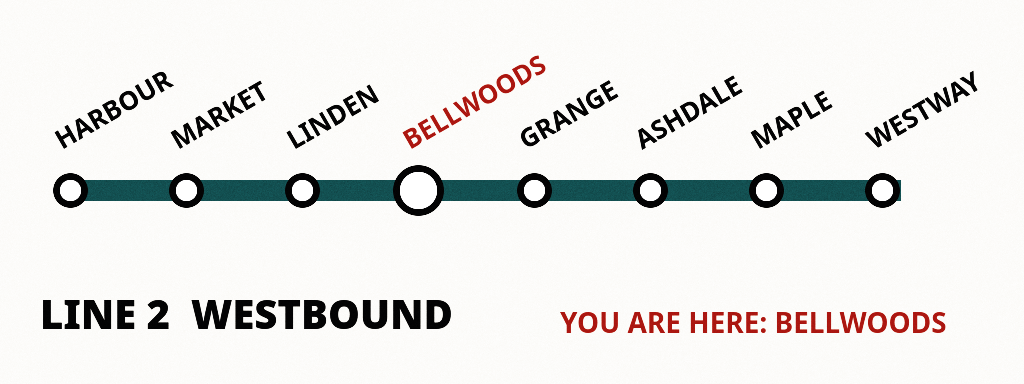 HARBOUR
MARKET
LINDEN
BELLWOODS
GRANGE
ASHDALE
MAPLE
WESTWAY
LINE 2 WESTBOUND
YOU ARE HERE: BELLWOODS